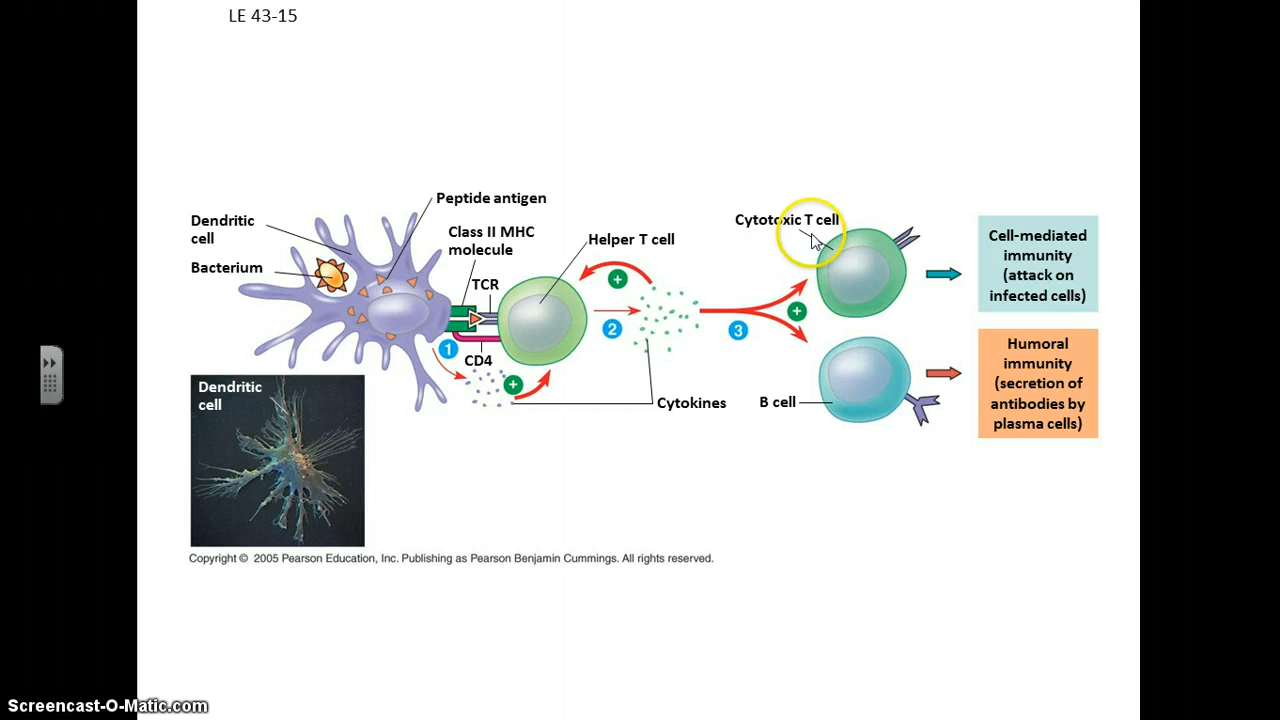 LE 43-15
Peptide antigen
Dendritic
cell
Class II MHC
molecule
Helper T cell
Cytotoxic T cell
Bacterium
TCR
Cell-mediated
immunity
(attack on
infected cells)
+
+
2
3
1
CD4
+
+
Cytokines
B cell
Humoral
immunity
(secretion of
antibodies by
plasma cells)
Dendritic
cell
Copyright © 2005 Pearson Education, Inc. Publishing as Pearson Benjamin Cummings. All rights reserved.
Screencast-O-Matic.com